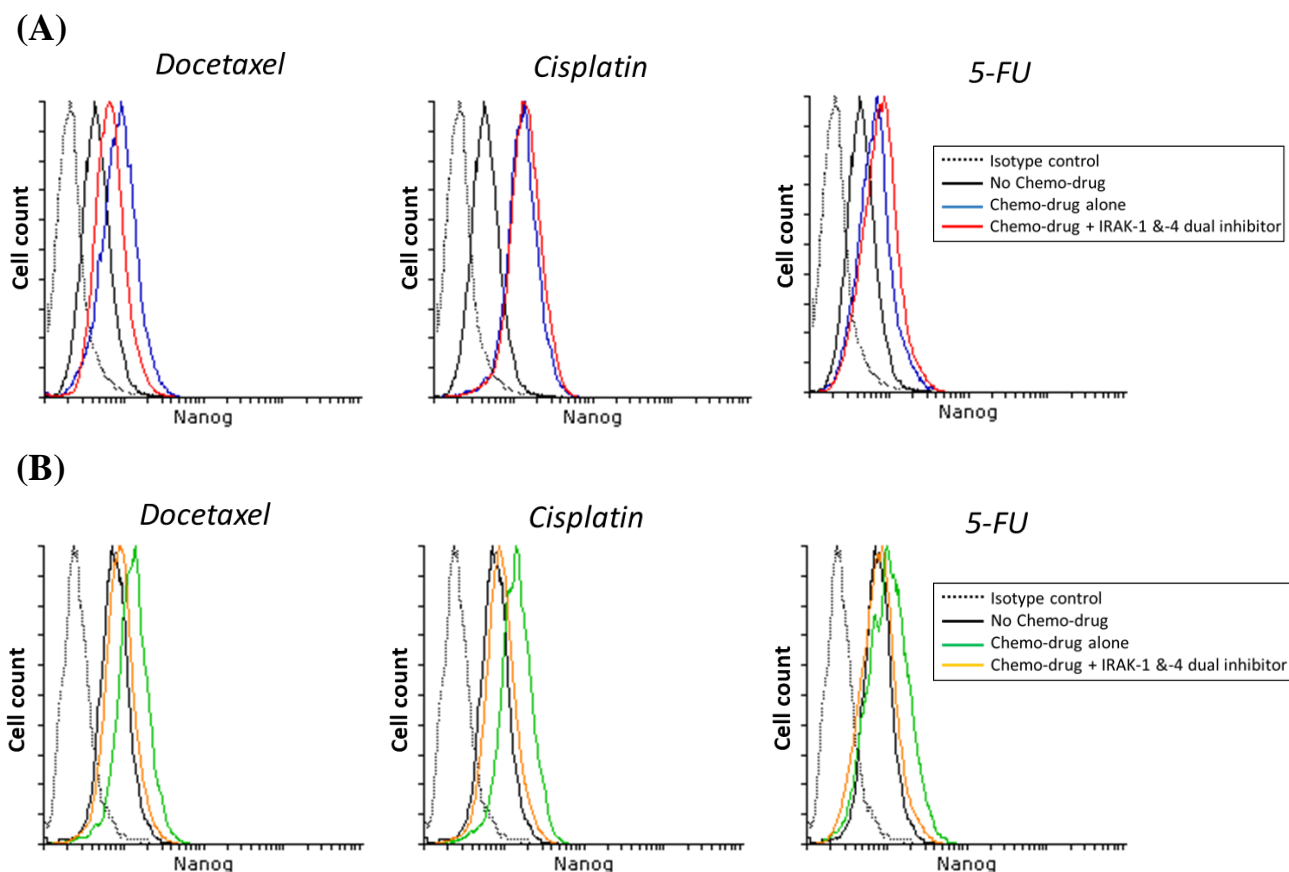 (A)
Docetaxel
Cisplatin
5-FU
Cell count
Cell count
Cell count
Isotype control
No Chemo-drug
Chemo-drug alone
Chemo-drug + IRAK-1 &-4 dual inhibitor
Nanog
Nanog
Nanog
(B)
Docetaxel
Cisplatin
5-FU
Cell count
Cell count
Cell count
Isotype control
No Chemo-drug
Chemo-drug alone
Chemo-drug + IRAK-1 &-4 dual inhibitor
Nanog
Nanog
Nanog